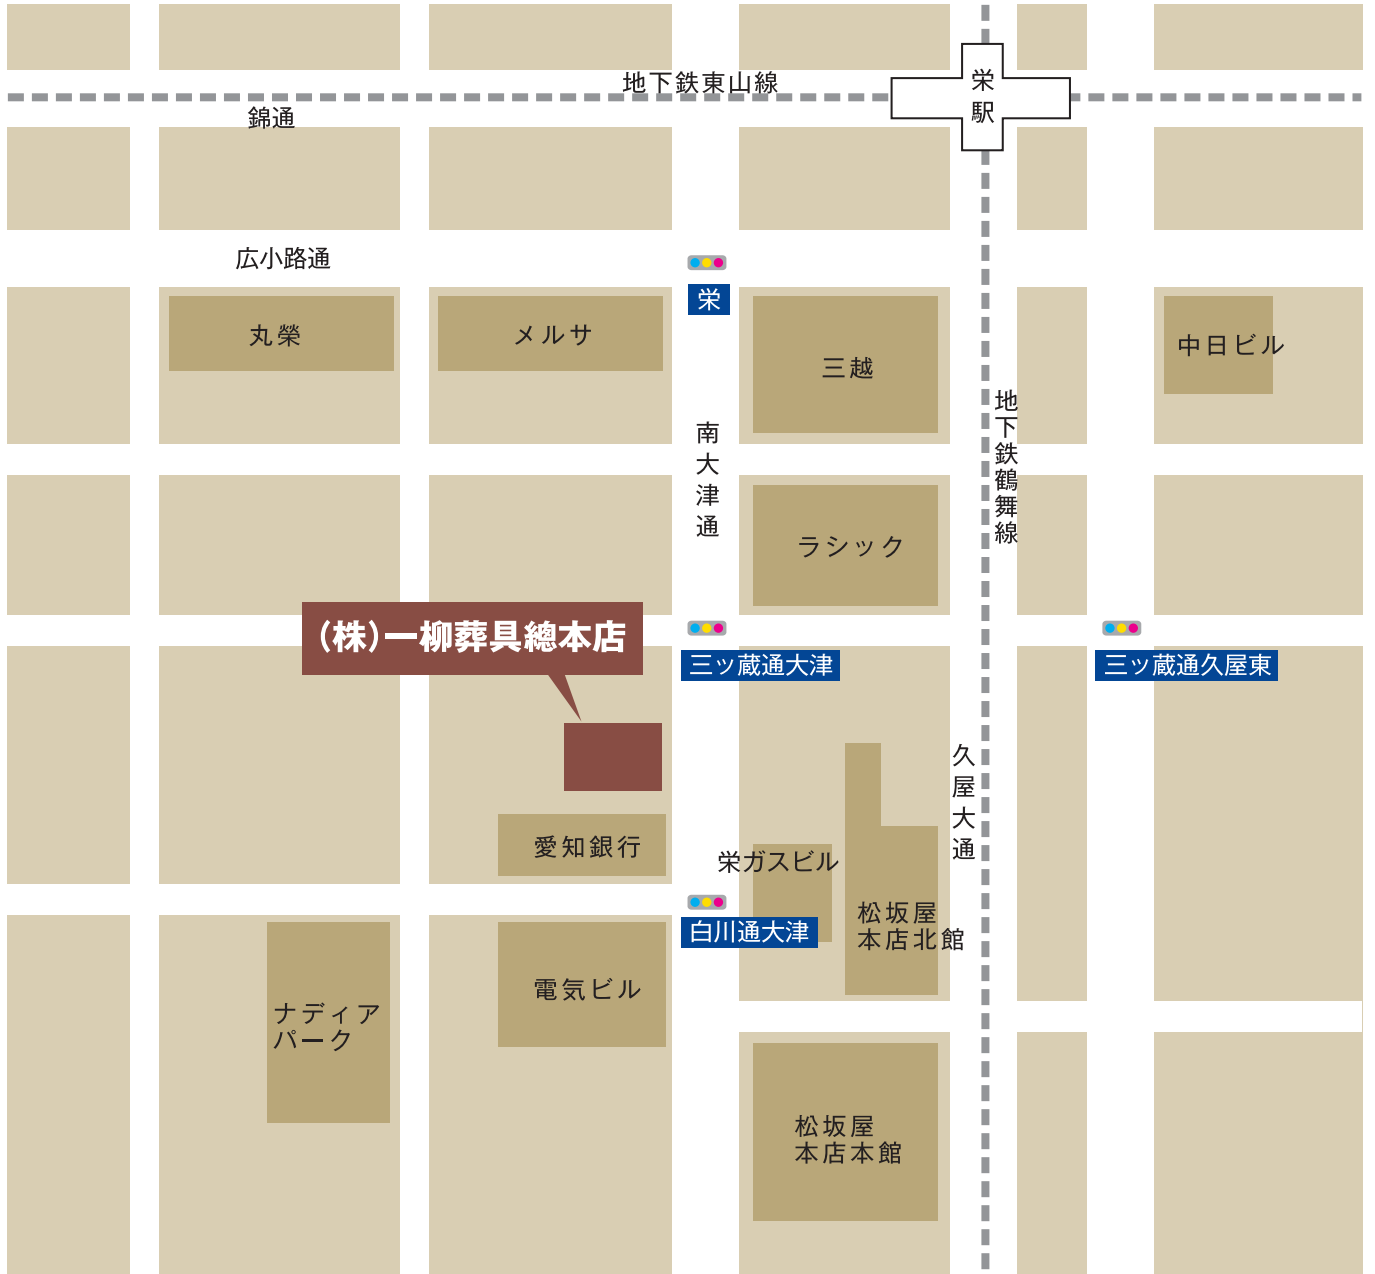 地下鉄東山線
栄駅
錦通
広小路通
栄
丸榮
メルサ
三越
中日ビル
南大津通
地下鉄鶴舞線
ラシック
(株)一柳葬具總本店
三ッ蔵通大津
三ッ蔵通久屋東
久屋大通
愛知銀行
栄ガスビル
松坂屋
本店北館
白川通大津
電気ビル
ナディア
パーク
松坂屋
本店本館